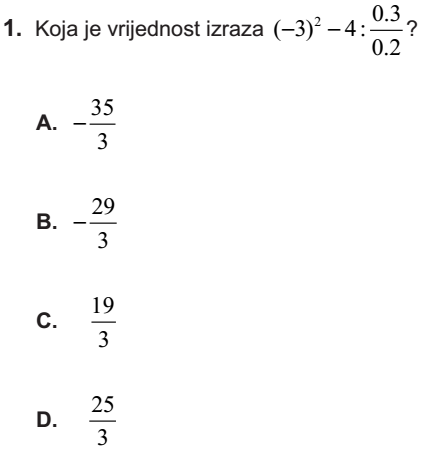 1. Koja je vrijednost izraza (−3)² − 4 : 0.3/0.2 ?
A. −35/3
B. −29/3
C. 19/3
D. 25/3